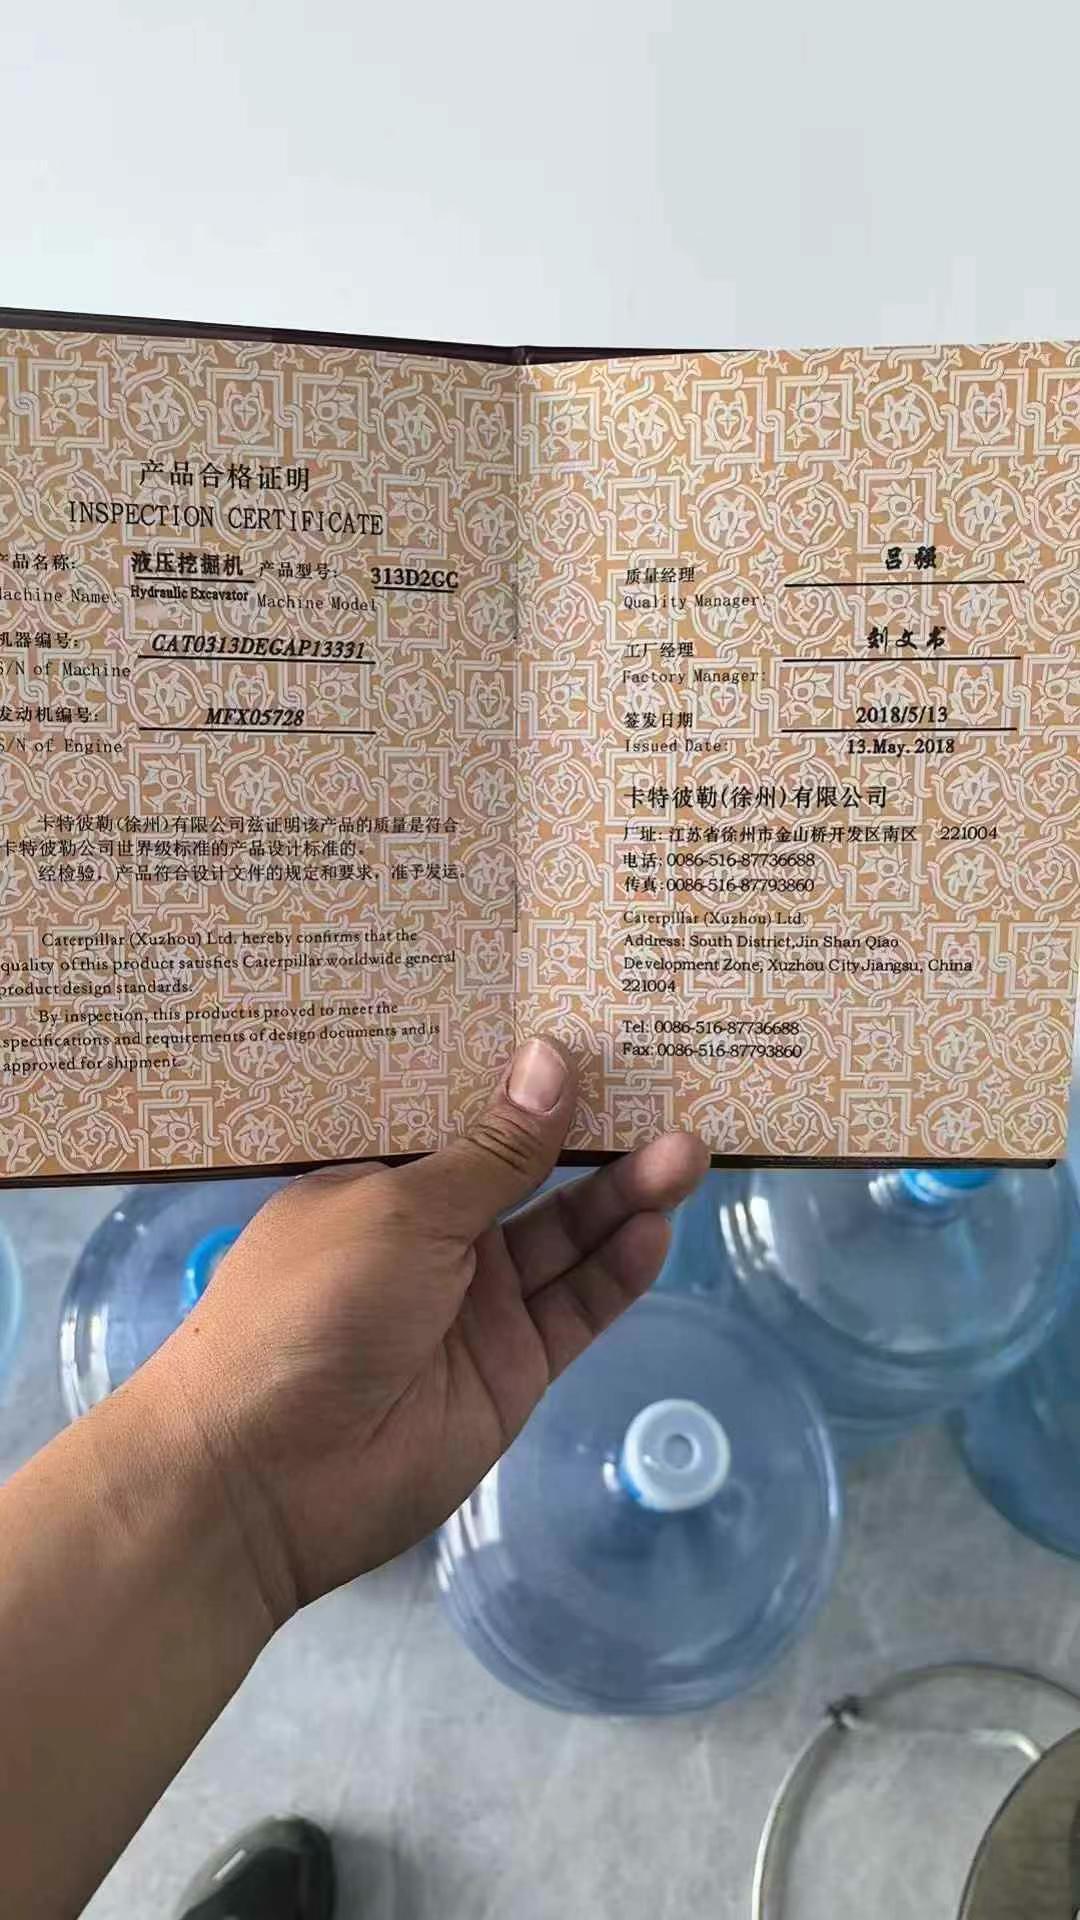 产品合格证明
INSPECTION CERTIFICATE
产品名称: 液压挖掘机 产品型号: 313D2GC
Machine Name: Hydraulic Excavator Machine Model
机器编号: CAT0313DEGAP13331
S/N of Machine
发动机编号: MFX05728
S/N of Engine
卡特彼勒(徐州)有限公司兹证明该产品的质量是符合
卡特彼勒公司世界级标准的产品设计标准的。
经检验，产品符合设计文件的规定和要求，准予发运。
Caterpillar (Xuzhou) Ltd. hereby confirms that the
quality of this product satisfies Caterpillar worldwide general
product design standards.
By inspection, this product is proved to meet the
specifications and requirements of design documents and is
approved for shipment.
质量经理 吕强
Quality Manager:
工厂经理 刘文书
Factory Manager:
签发日期 2018/5/13
Issued Date: 13.May.2018
卡特彼勒(徐州)有限公司
厂址: 江苏省徐州市金山桥开发区南区 221004
电话: 0086-516-87736688
传真: 0086-516-87793860
Caterpillar (Xuzhou) Ltd.
Address: South District, Jin Shan Qiao
Development Zone, Xuzhou City Jiangsu, China
221004
Tel: 0086-516-87736688
Fax: 0086-516-87793860